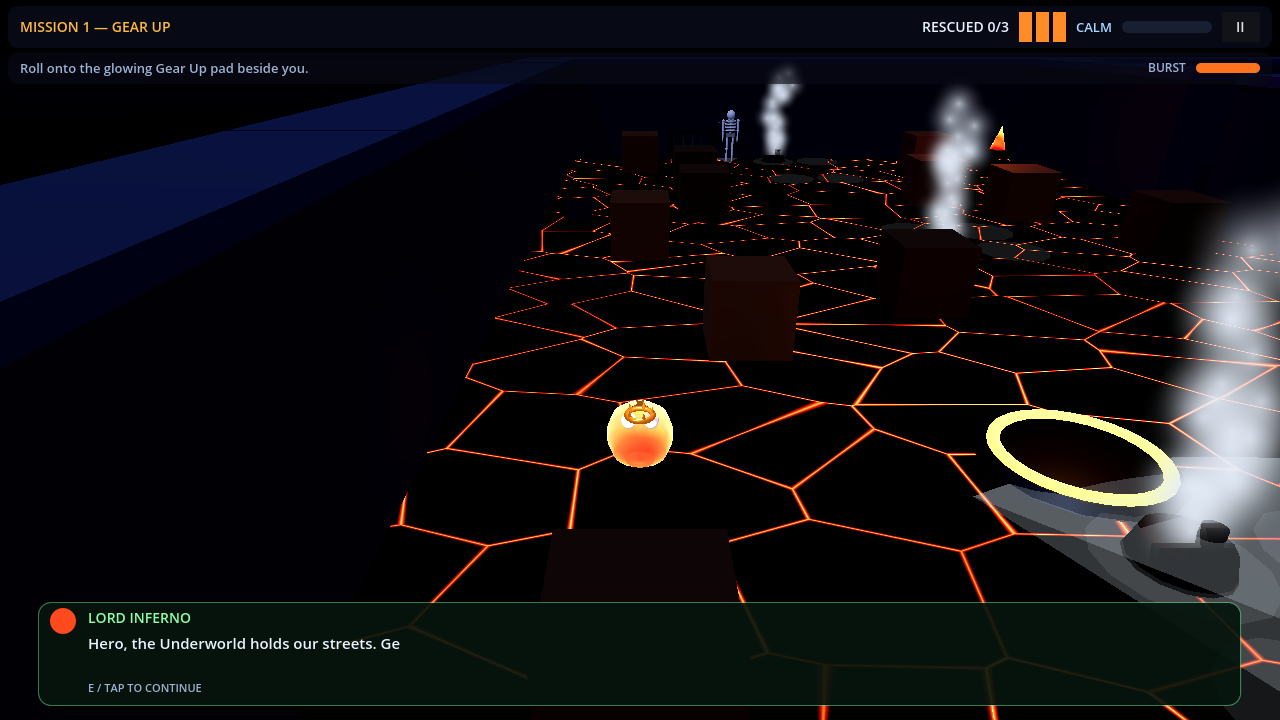 MISSION 1 — GEAR UP
RESCUED 0/3
CALM
Roll onto the glowing Gear Up pad beside you.
BURST
LORD INFERNO
Hero, the Underworld holds our streets. Ge
E / TAP TO CONTINUE